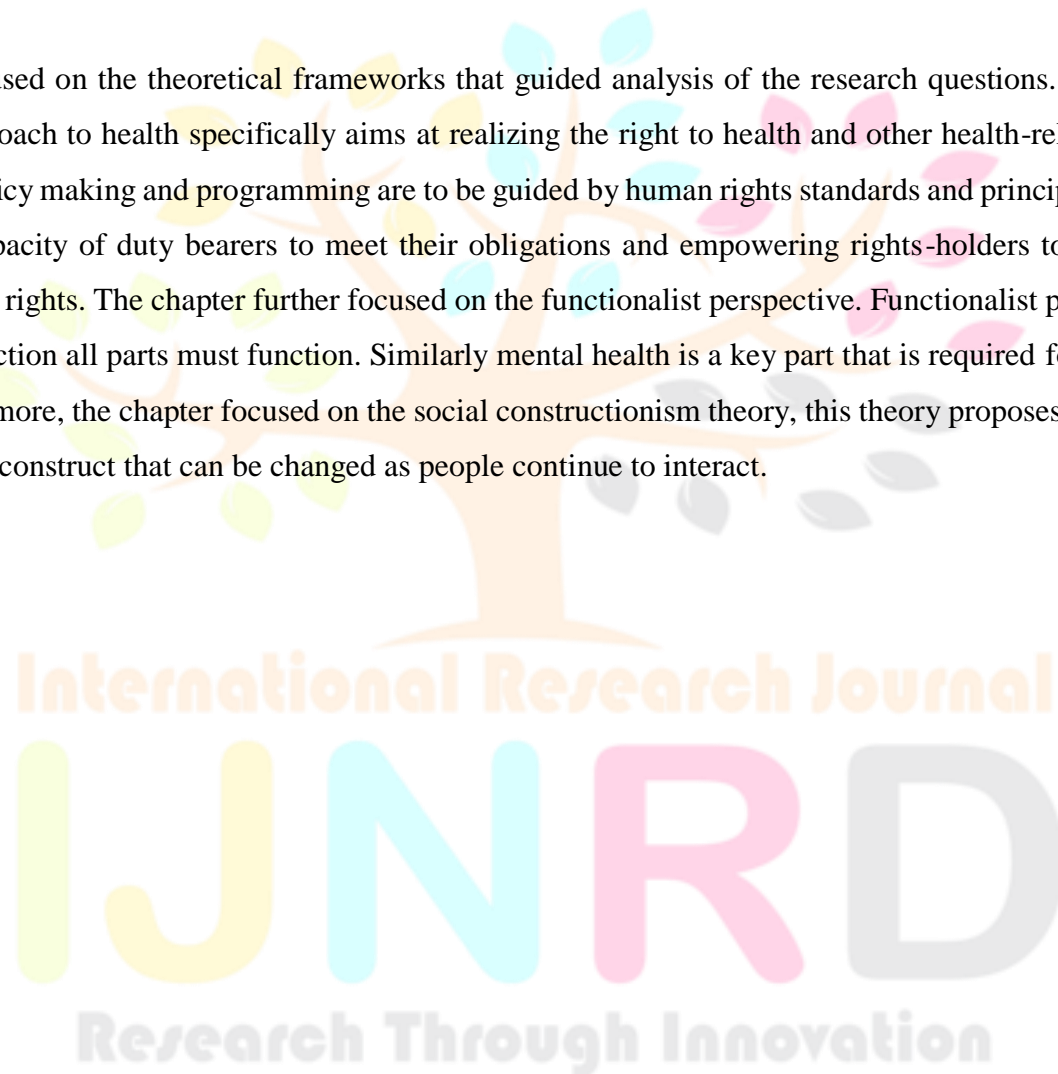 used on the theoretical frameworks that guided analysis of the research questions.
oach to health specifically aims at realizing the right to health and other health-rel
icy making and programming are to be guided by human rights standards and princip
pacity of duty bearers to meet their obligations and empowering rights-holders to
rights. The chapter further focused on the functionalist perspective. Functionalist p
ction all parts must function. Similarly mental health is a key part that is required fo
more, the chapter focused on the social constructionism theory, this theory proposes
construct that can be changed as people continue to interact.
International Research Journal
IJNRD
Research Through Innovation